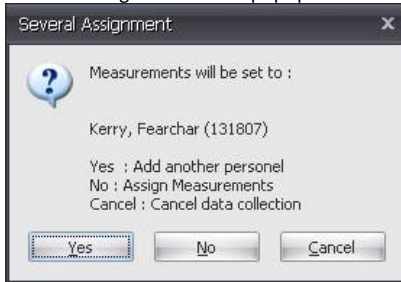 Several Assignment x
?
Measurements will be set to :
Kerry, Fearchar (131807)
Yes : Add another personel
No : Assign Measurements
Cancel : Cancel data collection
Yes No Cancel